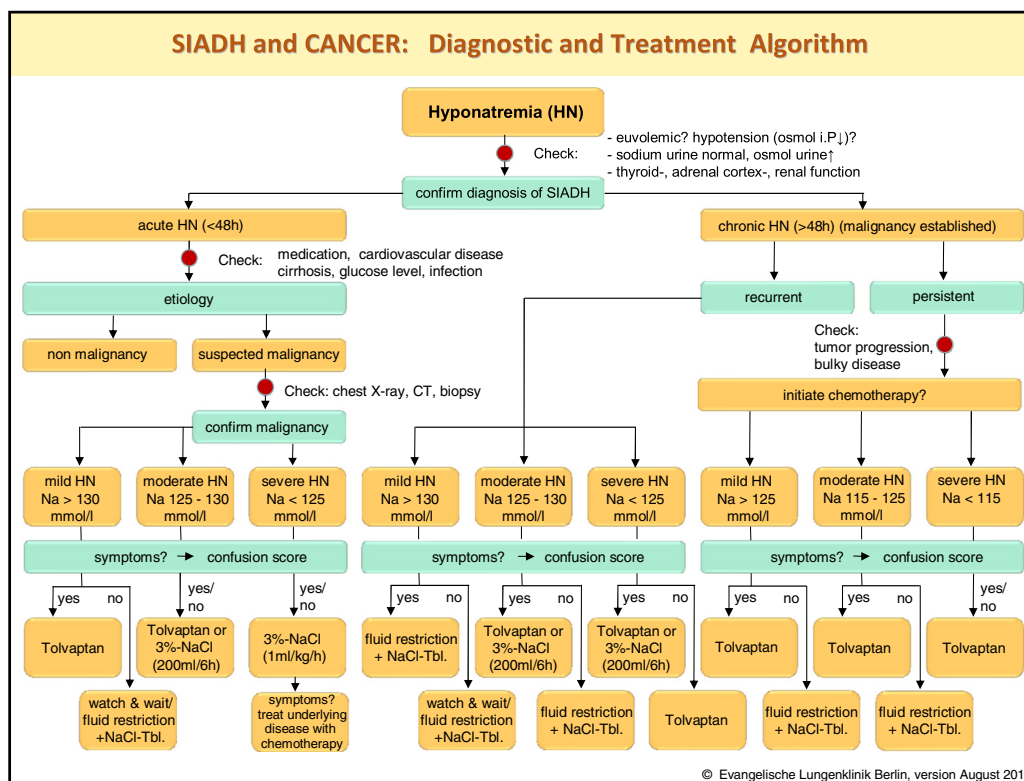 SIADH and CANCER: Diagnostic and Treatment Algorithm
Hyponatremia (HN)
Check:
- euvolemic? hypotension (osmol i.P↓)?
- sodium urine normal, osmol urine↑
- thyroid-, adrenal cortex-, renal function
confirm diagnosis of SIADH
acute HN (<48h)
chronic HN (>48h) (malignancy established)
Check:
medication, cardiovascular disease
cirrhosis, glucose level, infection
etiology
recurrent
persistent
non malignancy
suspected malignancy
Check:
tumor progression,
bulky disease
Check: chest X-ray, CT, biopsy
initiate chemotherapy?
confirm malignancy
mild HN
Na > 130
mmol/l
moderate HN
Na 125 - 130
mmol/l
severe HN
Na < 125
mmol/l
mild HN
Na > 130
mmol/l
moderate HN
Na 125 - 130
mmol/l
severe HN
Na < 125
mmol/l
mild HN
Na > 125
mmol/l
moderate HN
Na 115 - 125
mmol/l
severe HN
Na < 115
symptoms? → confusion score
symptoms? → confusion score
symptoms? → confusion score
yes
no
yes/
no
yes/
no
yes
no
yes
no
yes
no
yes
no
yes
no
yes/
no
Tolvaptan
Tolvaptan or
3%-NaCl
(200ml/6h)
3%-NaCl
(1ml/kg/h)
fluid restriction
+ NaCl-Tbl.
Tolvaptan or
3%-NaCl
(200ml/6h)
Tolvaptan or
3%-NaCl
(200ml/6h)
Tolvaptan
Tolvaptan
Tolvaptan
watch & wait/
fluid restriction
+NaCl-Tbl.
symptoms?
treat underlying
disease with
chemotherapy
watch & wait/
fluid restriction
+NaCl-Tbl.
fluid restriction
+ NaCl-Tbl.
Tolvaptan
fluid restriction
+ NaCl-Tbl.
fluid restriction
+ NaCl-Tbl.
© Evangelische Lungenklinik Berlin, version August 201